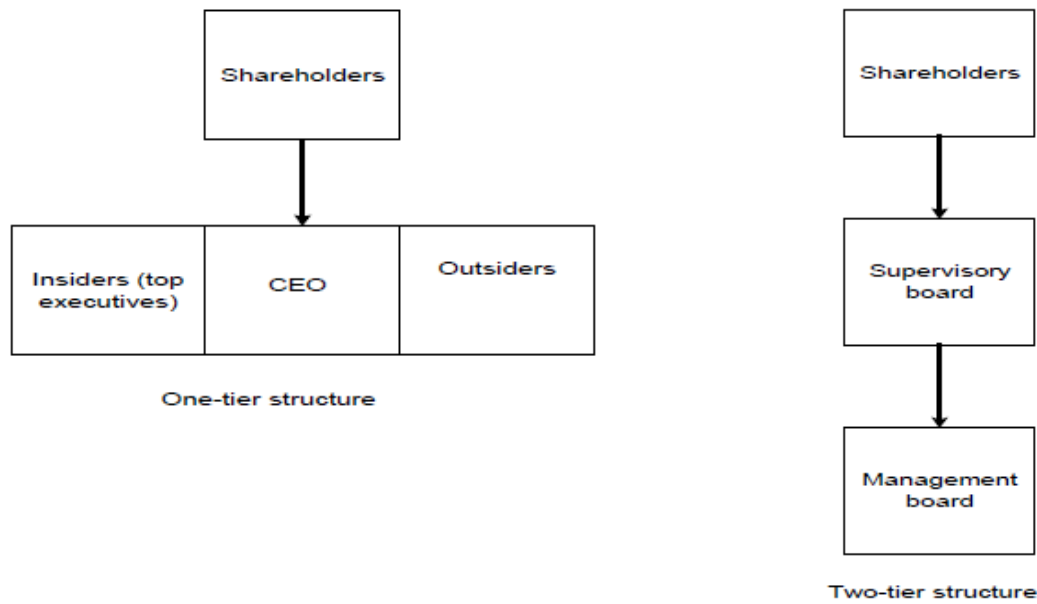 Shareholders
Insiders (top
executives)
CEO
Outsiders
One-tier structure
Shareholders
Supervisory
board
Management
board
Two-tier structure